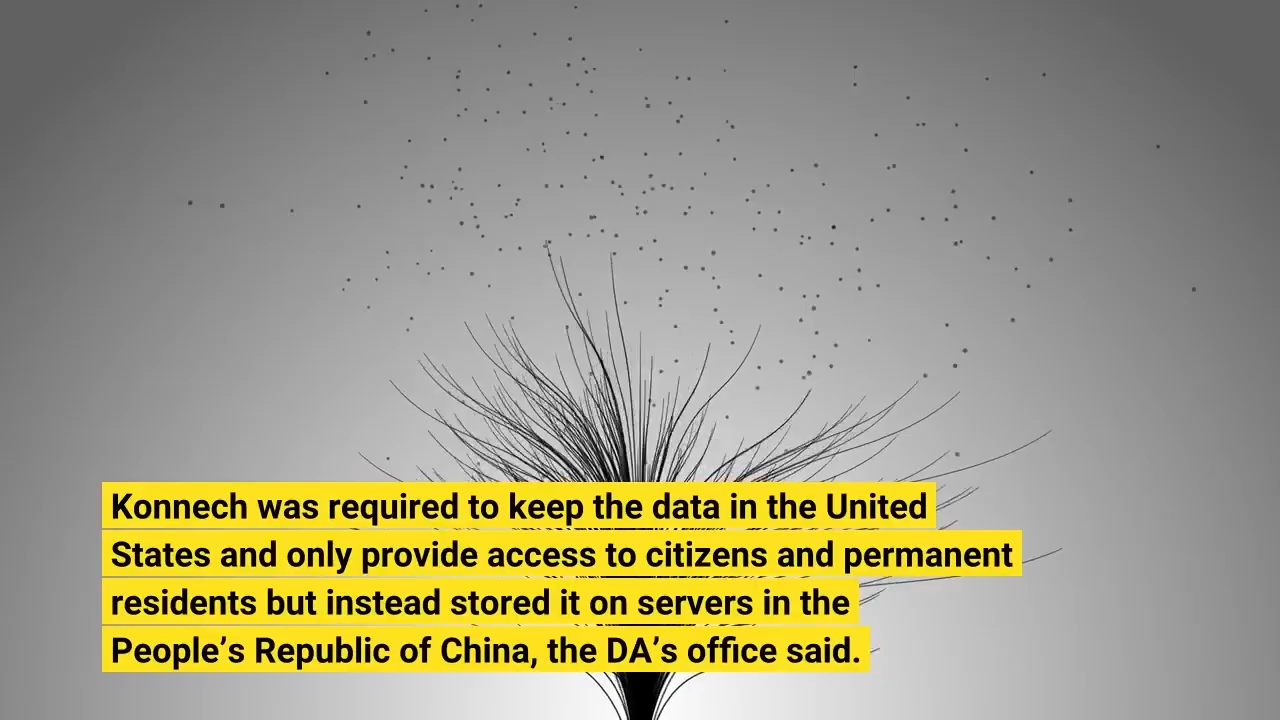 Konnech was required to keep the data in the United
States and only provide access to citizens and permanent
residents but instead stored it on servers in the
People’s Republic of China, the DA’s office said.